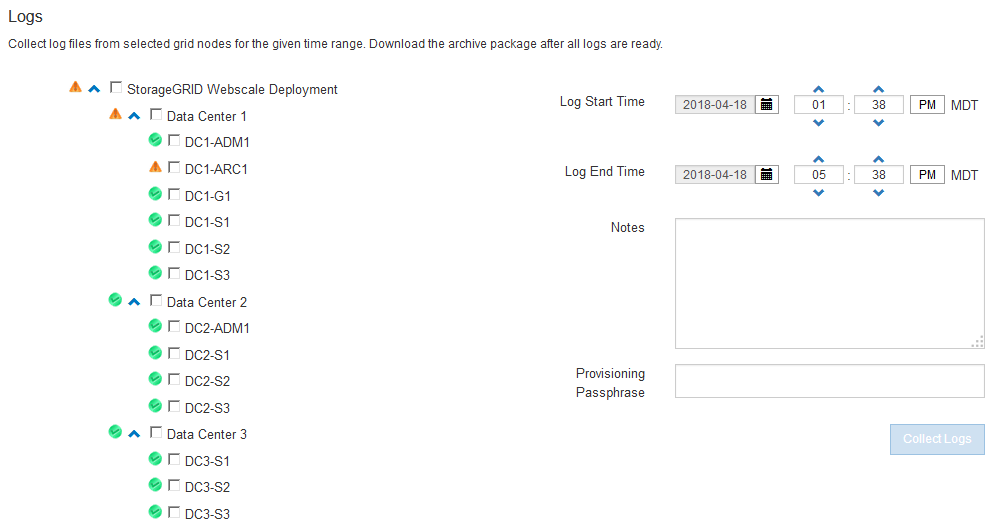 Logs
Collect log files from selected grid nodes for the given time range. Download the archive package after all logs are ready.
StorageGRID Webscale Deployment
Data Center 1
DC1-ADM1
DC1-ARC1
DC1-G1
DC1-S1
DC1-S2
DC1-S3
Data Center 2
DC2-ADM1
DC2-S1
DC2-S2
DC2-S3
Data Center 3
DC3-S1
DC3-S2
DC3-S3
Log Start Time 2018-04-18 01 : 38 PM MDT
Log End Time 2018-04-18 05 : 38 PM MDT
Notes
Provisioning
Passphrase
Collect Logs